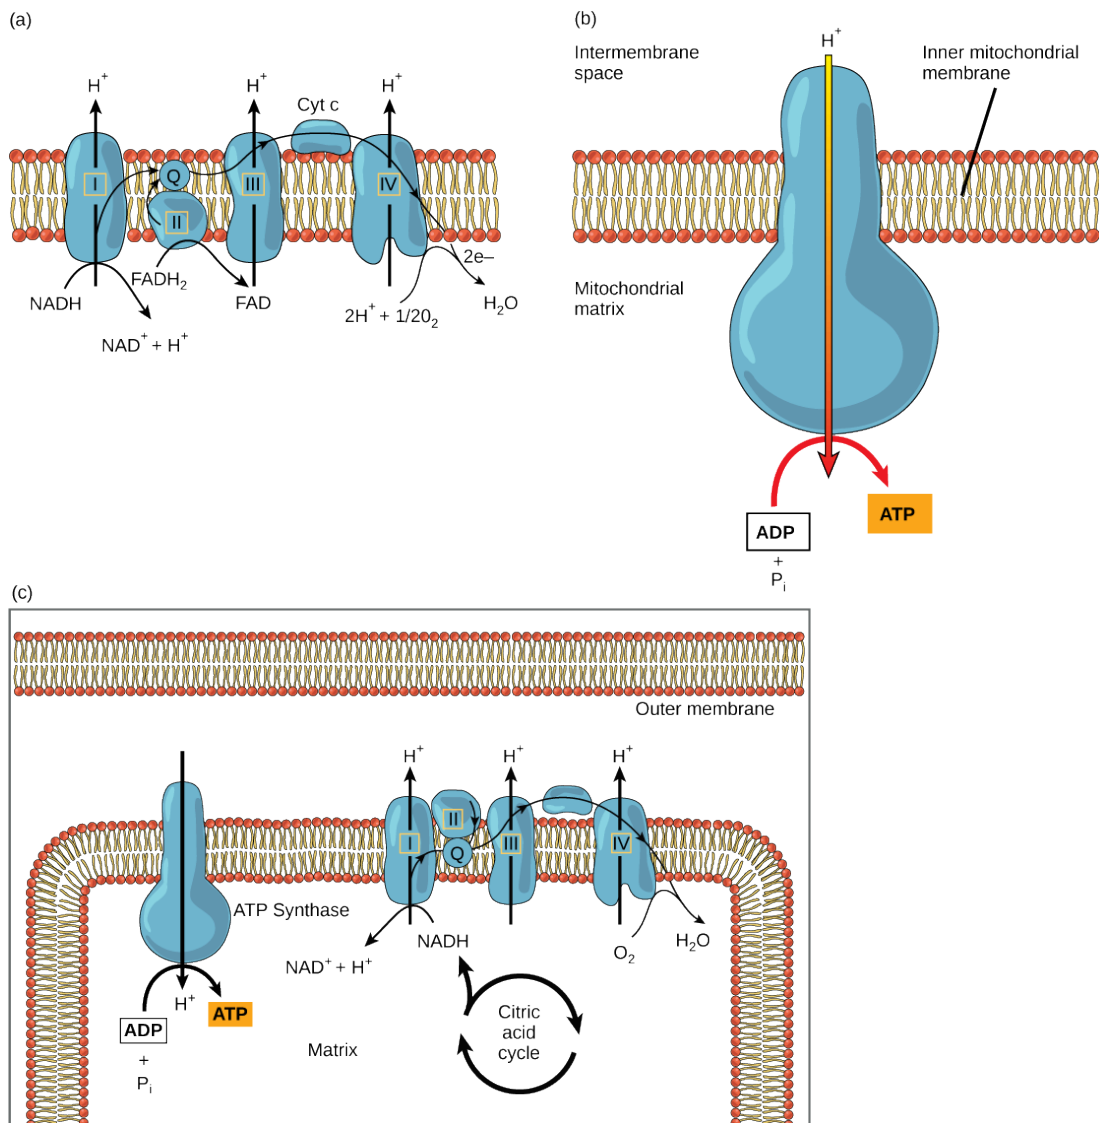 (a)
H+
H+
Cyt c
H+
I
Q
II
III
IV
NADH
FADH2
FAD
NAD+ + H+
2e–
2H+ + 1/2O2
H2O
(b)
H+
Intermembrane
space
Inner mitochondrial
membrane
Mitochondrial
matrix
ADP
+
Pi
ATP
(c)
Outer membrane
H+
H+
H+
I
II
Q
III
IV
ATP Synthase
NADH
NAD+ + H+
O2
H2O
H+
ATP
ADP
+
Pi
Matrix
Citric
acid
cycle